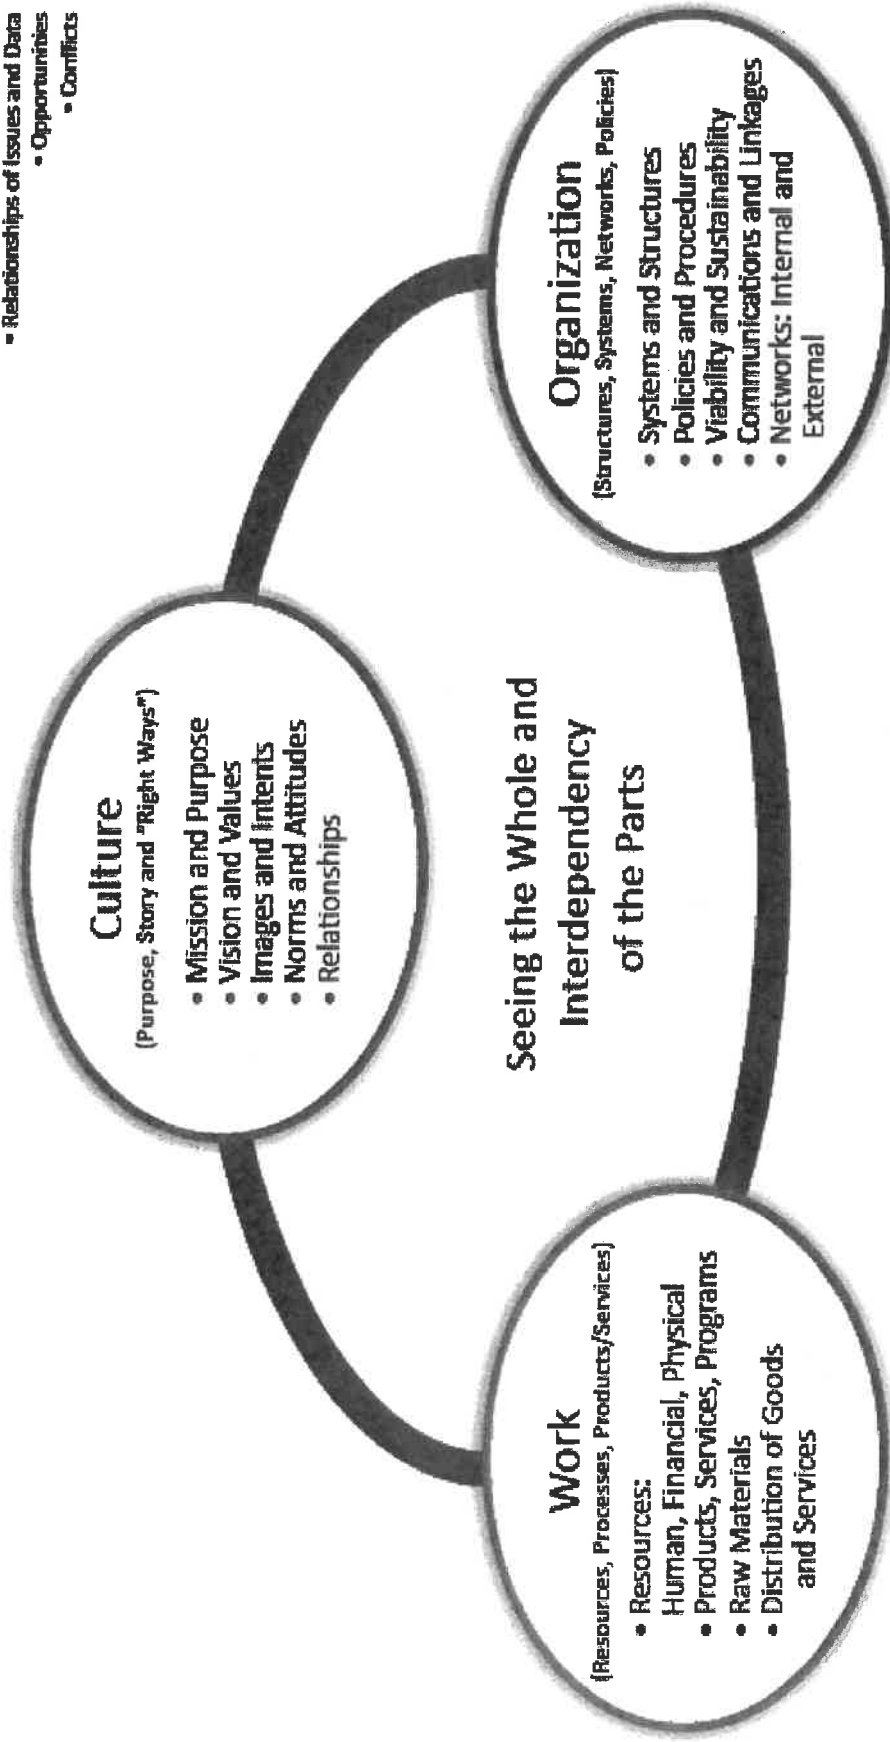 • Relationships of Issues and Data
• Opportunities
• Conflicts
Culture
(Purpose, Story and "Right Ways")
• Mission and Purpose
• Vision and Values
• Images and Intents
• Norms and Attitudes
• Relationships
Seeing the Whole and
Interdependency
of the Parts
Work
(Resources, Processes, Products/Services)
• Resources:
Human, Financial, Physical
• Products, Services, Programs
• Raw Materials
• Distribution of Goods
and Services
Organization
(Structures, Systems, Networks, Policies)
• Systems and Structures
• Policies and Procedures
• Viability and Sustainability
• Communications and Linkages
• Networks: Internal and
External